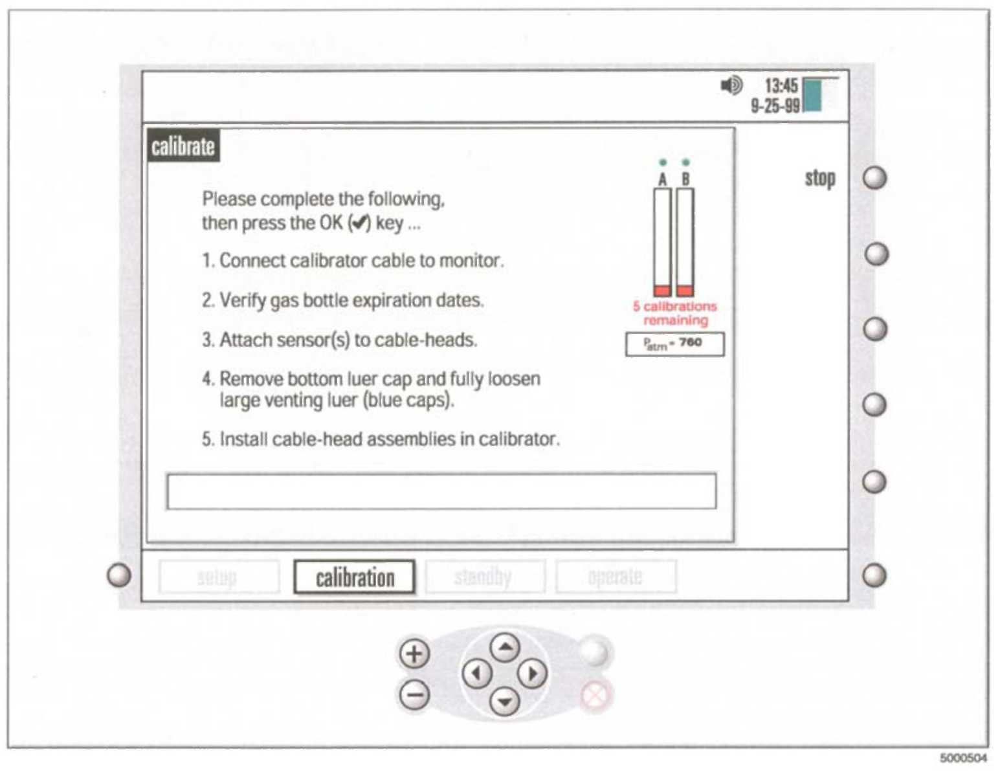 13:45
9-25-99
calibrate
Please complete the following,
then press the OK (✔) key ...
1. Connect calibrator cable to monitor.
2. Verify gas bottle expiration dates.
3. Attach sensor(s) to cable-heads.
4. Remove bottom luer cap and fully loosen
large venting luer (blue caps).
5. Install cable-head assemblies in calibrator.
A B
5 calibrations
remaining
Patm = 760
stop
setup calibration standby operate
5000504